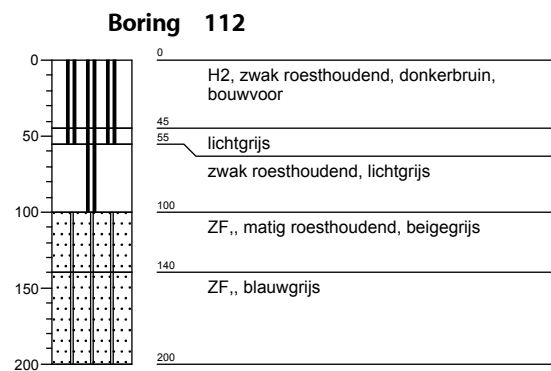 Boring 112
0
50
100
150
200
0
H2, zwak roesthoudend, donkerbruin,
bouwvoor
45
55
lichtgrijs
zwak roesthoudend, lichtgrijs
100
ZF,, matig roesthoudend, beigegrijs
140
ZF,, blauwgrijs
200